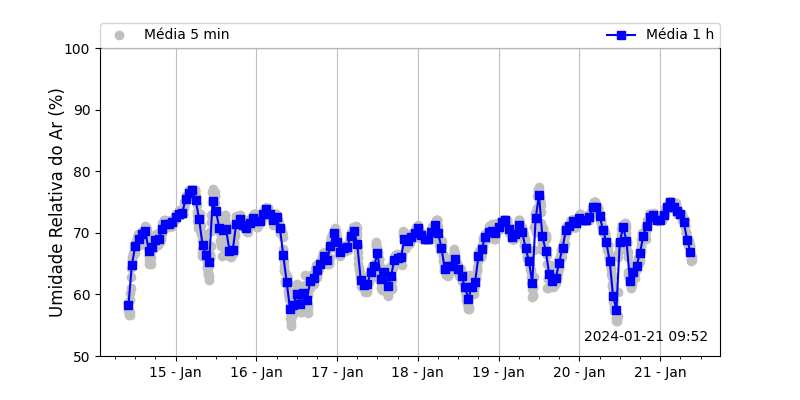 Média 5 min
Média 1 h
Umidade Relativa do Ar (%)
100
90
80
70
60
50
2024-01-21 09:52
15 - Jan
16 - Jan
17 - Jan
18 - Jan
19 - Jan
20 - Jan
21 - Jan